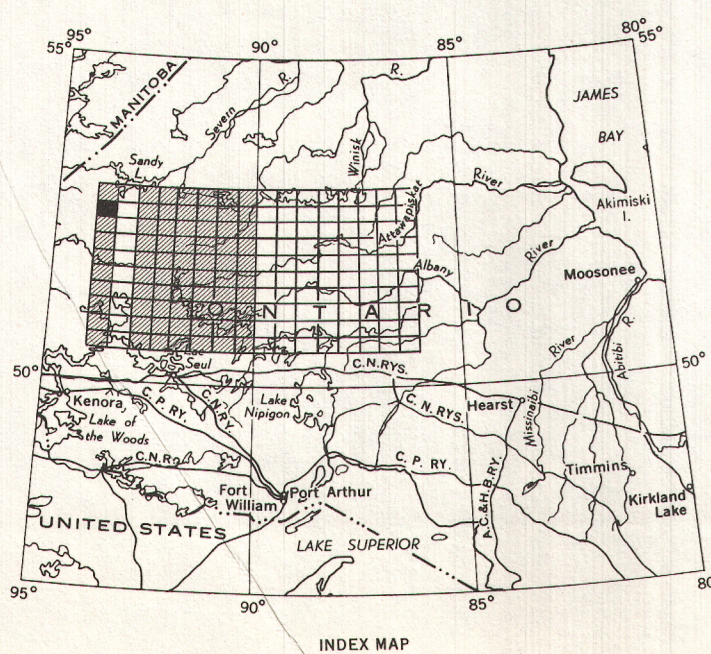 55°
95°
90°
85°
80°
55°
MANITOBA
Severn
R.
R.
JAMES
BAY
Sandy
L.
Winisk
River
Attawapiskat
Akimiski
I.
Albany
River
Moosonee
ONTARIO
Seul
C.N.RYS.
River
Abitibi
R.
50°
50°
Kenora
Lake of
the Woods
C. P. RY.
C.N.RY.
Lake
Nipigon
C. N. RYS.
Hearst
Missinaibi
C.N.R.
C. P. RY.
A.C.&H.B.RY.
Timmins
Fort
William
Port Arthur
Kirkland
Lake
UNITED STATES
LAKE SUPERIOR
95°
90°
85°
80
INDEX MAP